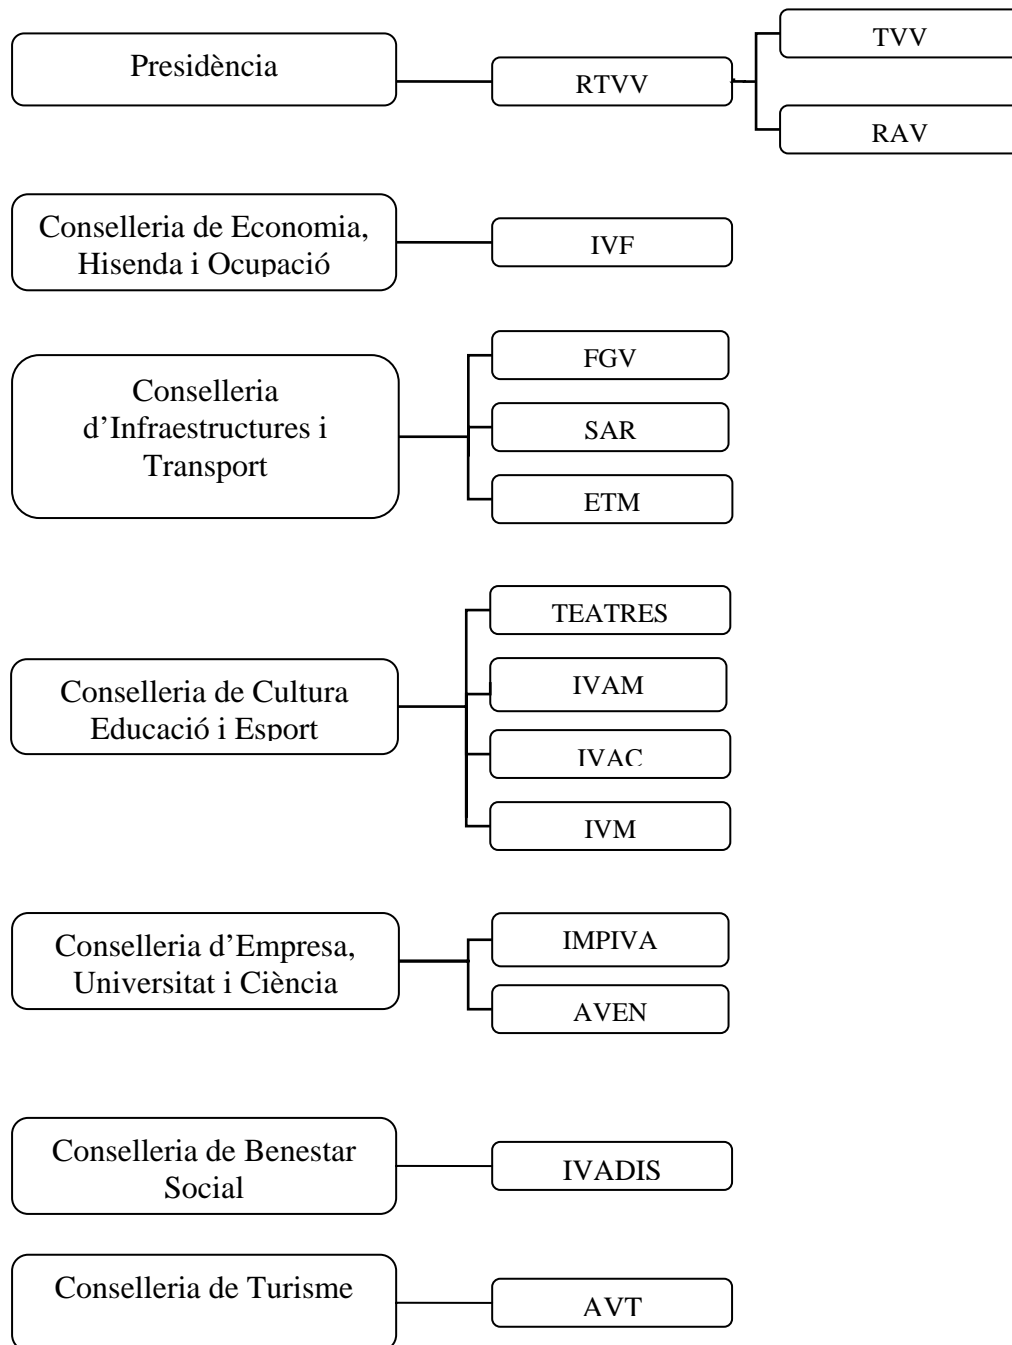 Presidència
RTVV
TVV
RAV
Conselleria de Economia,
Hisenda i Ocupació
IVF
Conselleria
d’Infraestructures i
Transport
FGV
SAR
ETM
Conselleria de Cultura
Educació i Esport
TEATRES
IVAM
IVAC
IVM
Conselleria d’Empresa,
Universitat i Ciència
IMPIVA
AVEN
Conselleria de Benestar
Social
IVADIS
Conselleria de Turisme
AVT